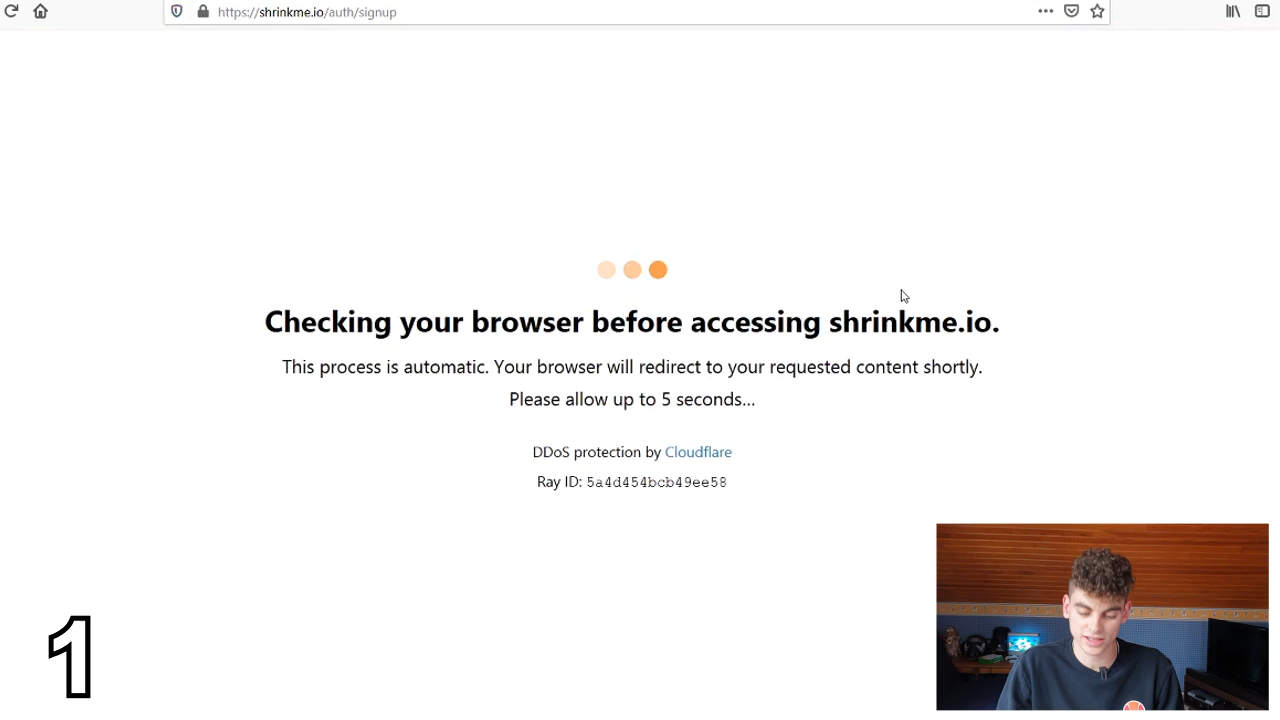 https://shrinkme.io/auth/signup
Checking your browser before accessing shrinkme.io.
This process is automatic. Your browser will redirect to your requested content shortly.
Please allow up to 5 seconds...
DDoS protection by Cloudflare
Ray ID: 5a4d454bcb49ee58
1